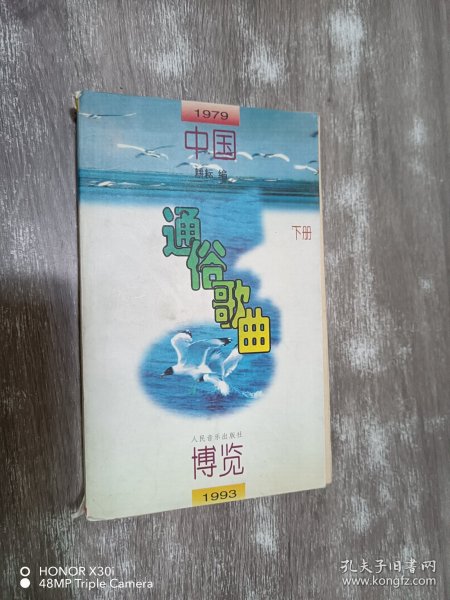 1979
中国
通俗歌曲
下册
人民音乐出版社
博览
1993
HONOR X30i
48MP Triple Camera
孔夫子旧书网
www.kongfz.com